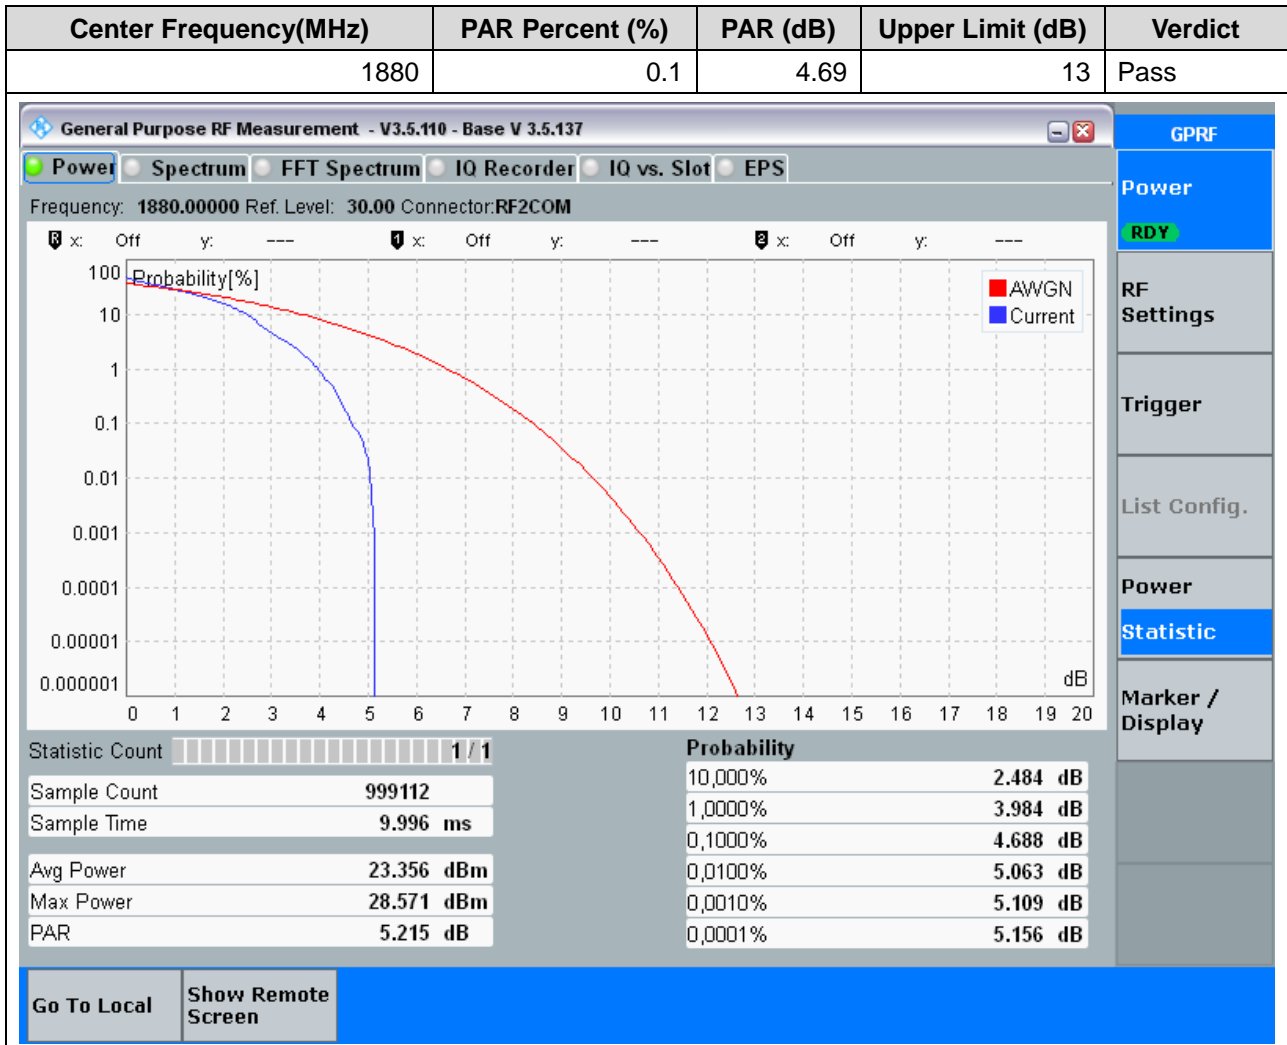 Center Frequency(MHz) PAR Percent (%) PAR (dB) Upper Limit (dB) Verdict
1880 0.1 4.69 13 Pass
General Purpose RF Measurement - V3.5.110 - Base V 3.5.137
GPRF
Power Spectrum FFT Spectrum IQ Recorder IQ vs. Slot EPS
Frequency: 1880.00000 Ref. Level: 30.00 Connector:RF2COM
R x: Off y: --- 1 x: Off y: --- 2 x: Off y: ---
Power
RDY
RF
Settings
Trigger
List Config.
Power
Statistic
Marker /
Display
Probability[%]
AWGN
Current
100
10
1
0.1
0.01
0.001
0.0001
0.00001
0.000001
dB
0 1 2 3 4 5 6 7 8 9 10 11 12 13 14 15 16 17 18 19 20
Statistic Count 1 / 1
Sample Count 999112
Sample Time 9.996 ms
Avg Power 23.356 dBm
Max Power 28.571 dBm
PAR 5.215 dB
Probability
10,000% 2.484 dB
1,0000% 3.984 dB
0,1000% 4.688 dB
0,0100% 5.063 dB
0,0010% 5.109 dB
0,0001% 5.156 dB
Go To Local
Show Remote
Screen